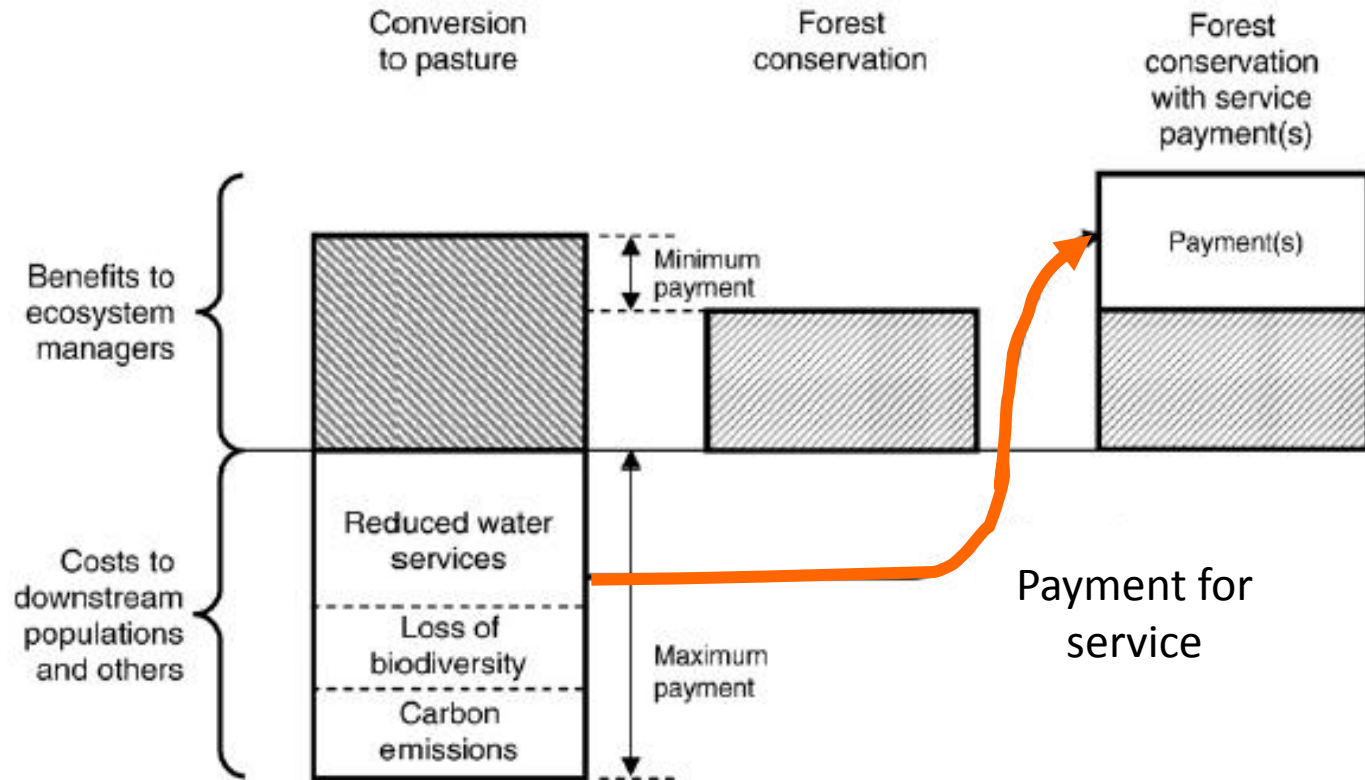 Conversion
to pasture
Forest
conservation
Forest
conservation
with service
payment(s)
Benefits to
ecosystem
managers
Minimum
payment
Payment(s)
Costs to
downstream
populations
and others
Reduced water
services
Loss of
biodiversity
Carbon
emissions
Maximum
payment
Payment for
service